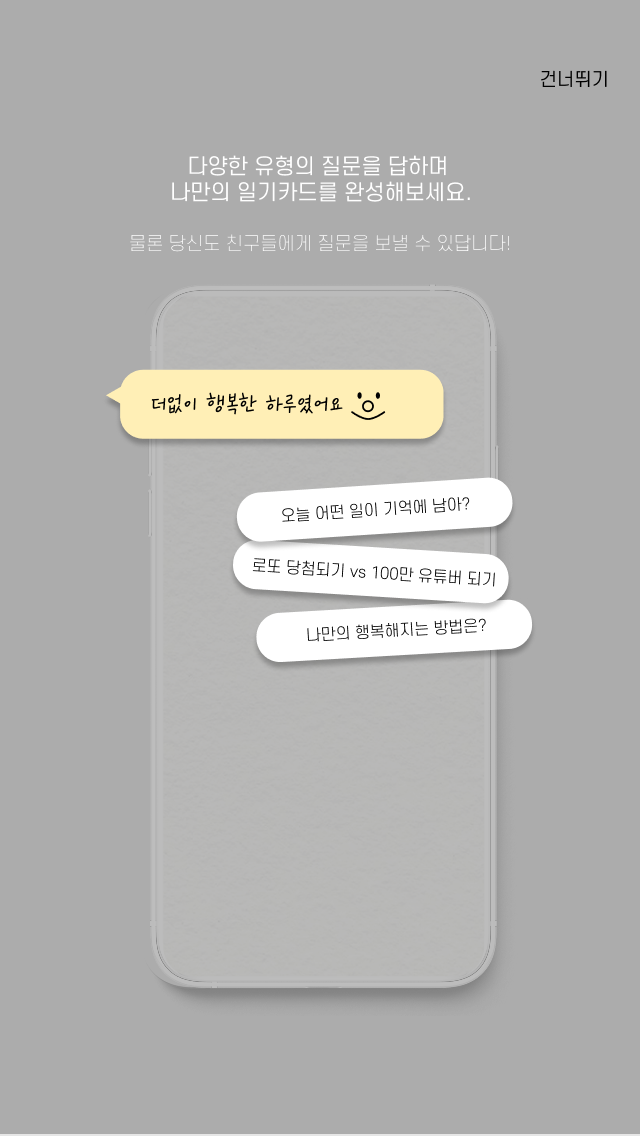 건너뛰기
다양한 유형의 질문을 답하며
나만의 일기카드를 완성해보세요.
물론 당신도 친구들에게 질문을 보낼 수 있답니다!
더없이 행복한 하루였어요
오늘 어떤 일이 기억에 남아?
로또 당첨되기 vs 100만 유튜버 되기
나만의 행복해지는 방법은?